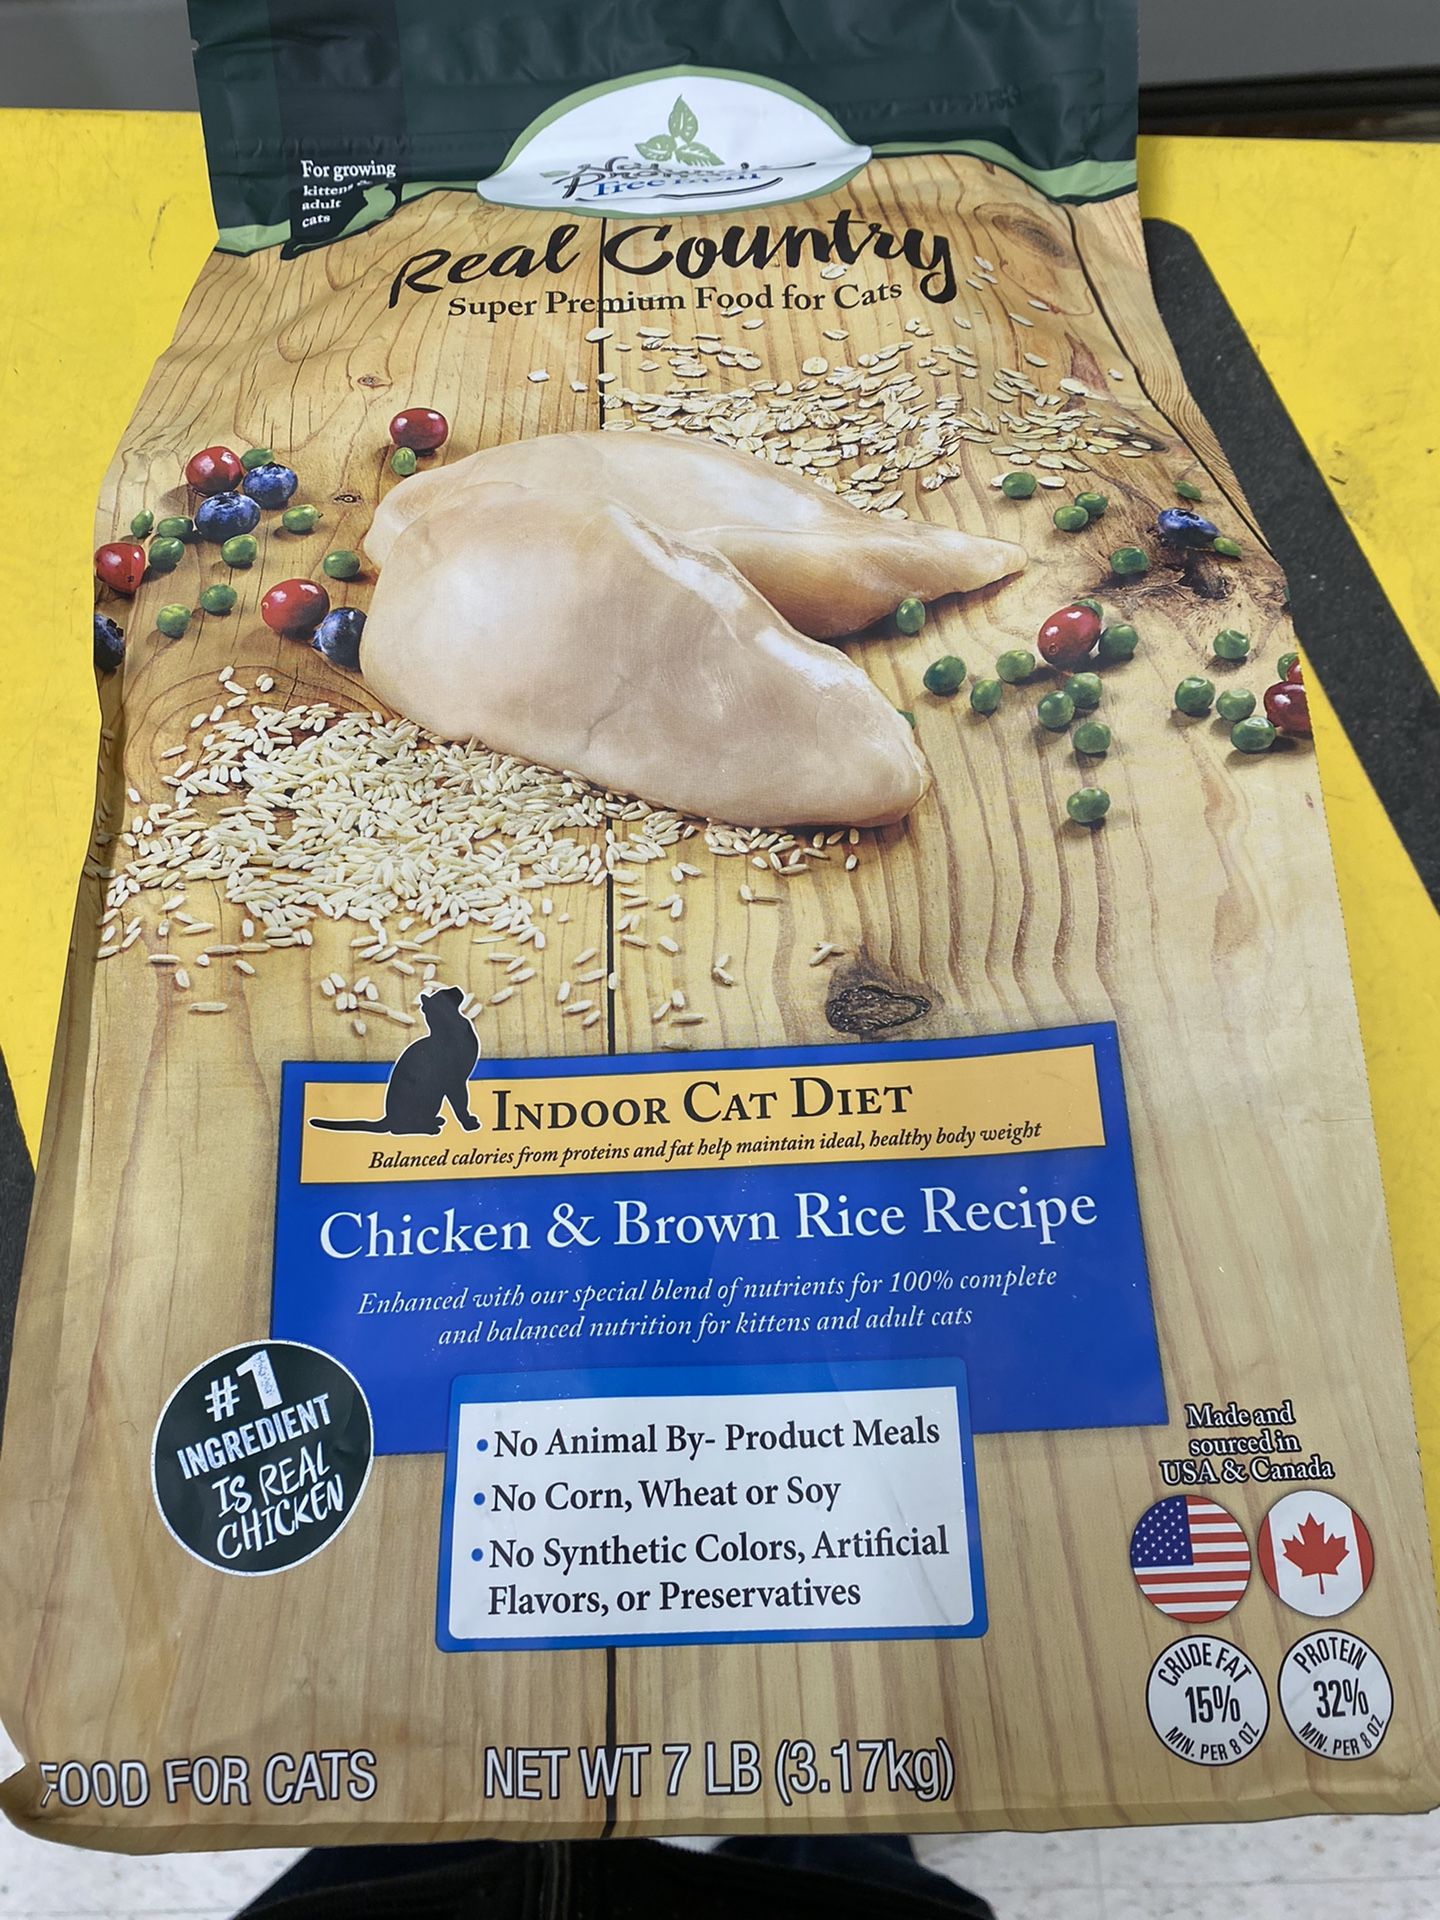 For growing
kittens &
adult
cats
Free From
Real Country
Super Premium Food for Cats
INDOOR CAT DIET
Balanced calories from proteins and fat help maintain ideal, healthy body weight
Chicken & Brown Rice Recipe
Enhanced with our special blend of nutrients for 100% complete
and balanced nutrition for kittens and adult cats
#1
INGREDIENT
IS REAL
CHICKEN
•No Animal By- Product Meals
•No Corn, Wheat or Soy
•No Synthetic Colors, Artificial
Flavors, or Preservatives
Made and
sourced in
USA & Canada
CRUDE FAT
15%
MIN. PER 8 OZ
PROTEIN
32%
MIN. PER 8 OZ
FOOD FOR CATS
NET WT 7 LB (3.17kg)